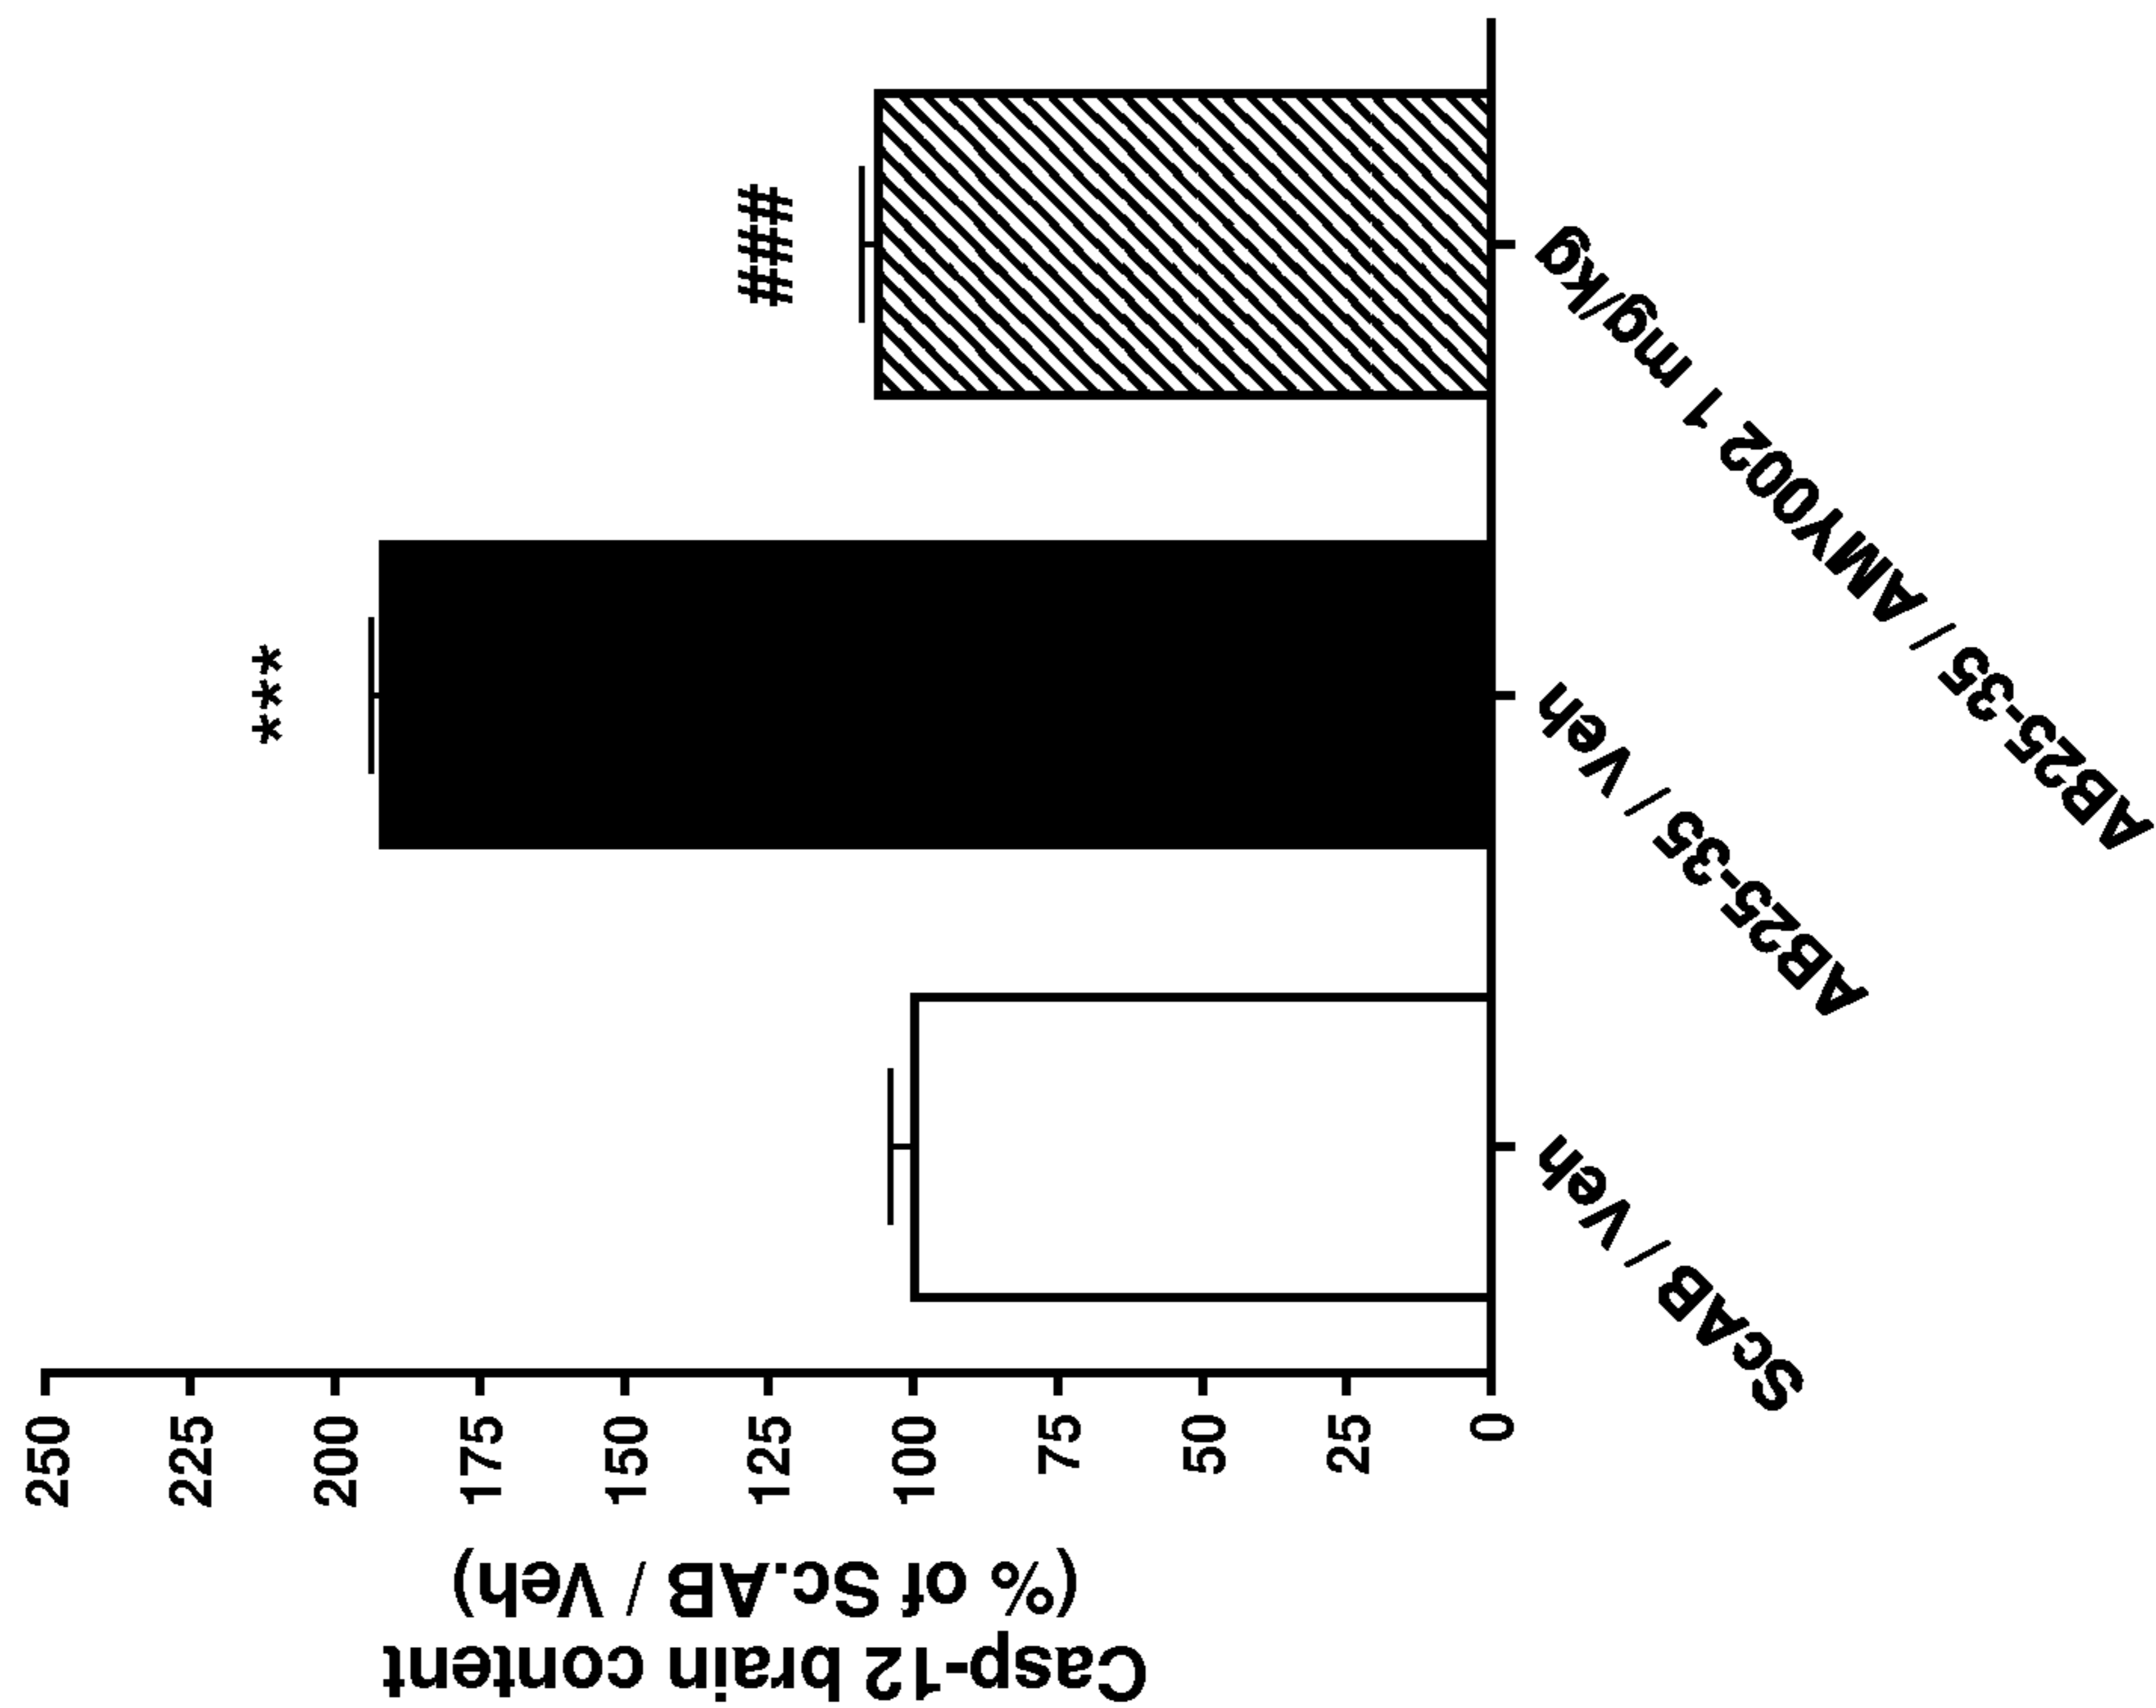 Casp-12 brain content
(% of Sc.AB / Veh)
250
225
200
175
150
125
100
75
50
25
0
***
###
ScAB / Veh
AB25-35 / Veh
AB25-35 / AMY002 1 mg/kg